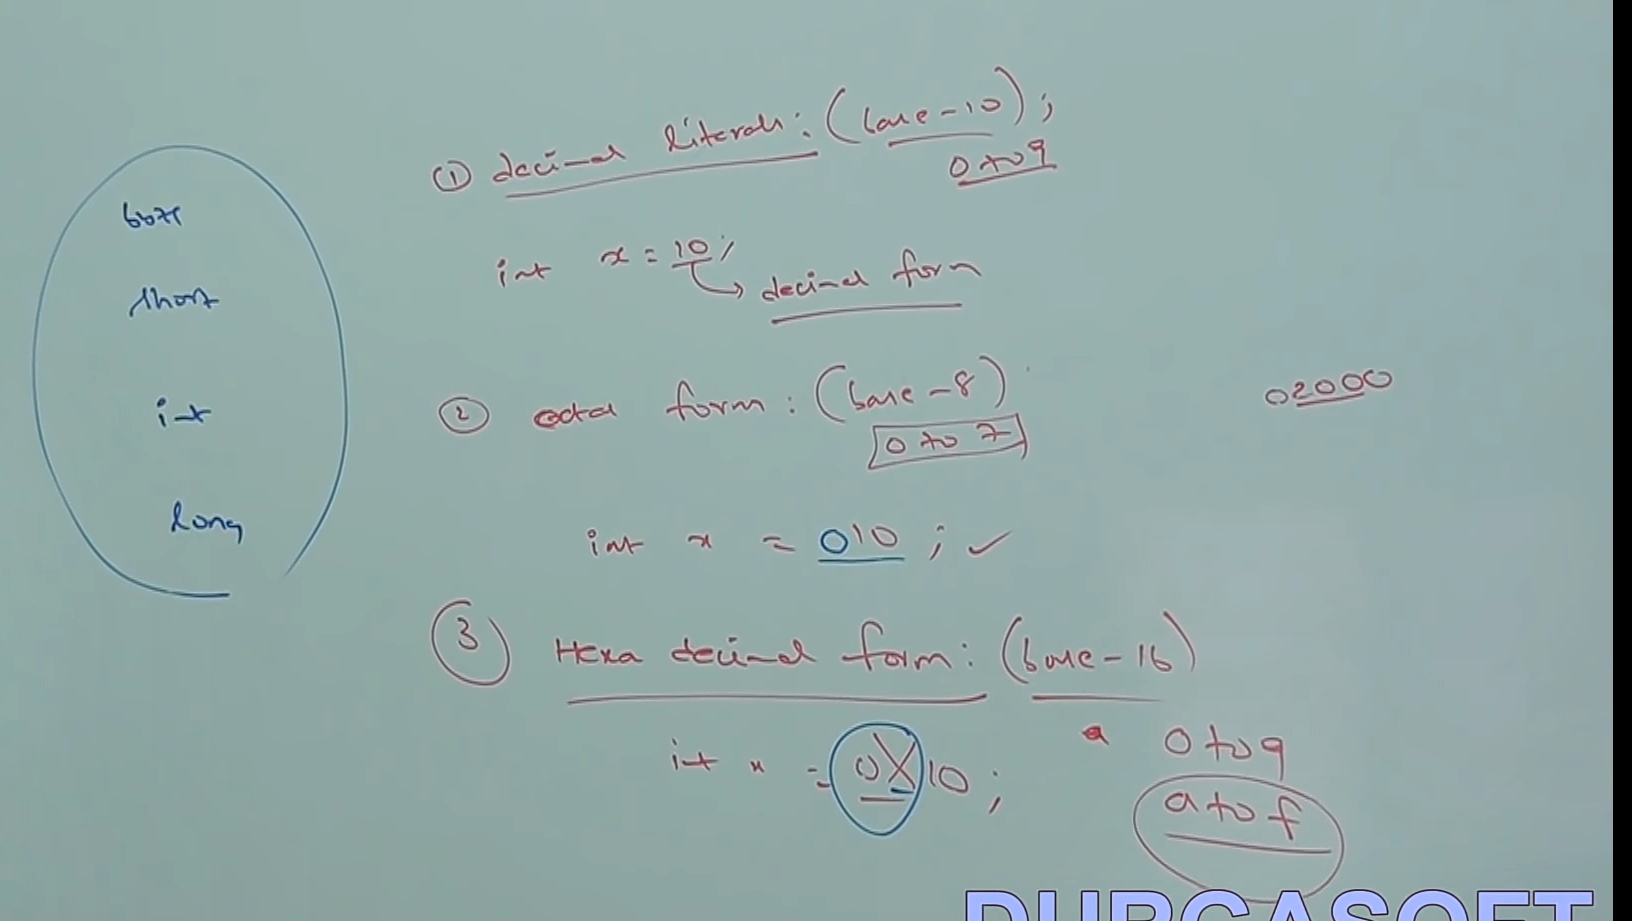 byte
short
int
long
① decimal literals: (base-10);
0 to 9
int x = 10;
decimal form
② octal form: (base-8)
0 to 7
02000
int x = 010; ✓
③ Hexa decimal form: (base-16)
int x = 0X10;
a
0 to 9
a to f
DURGASOFT